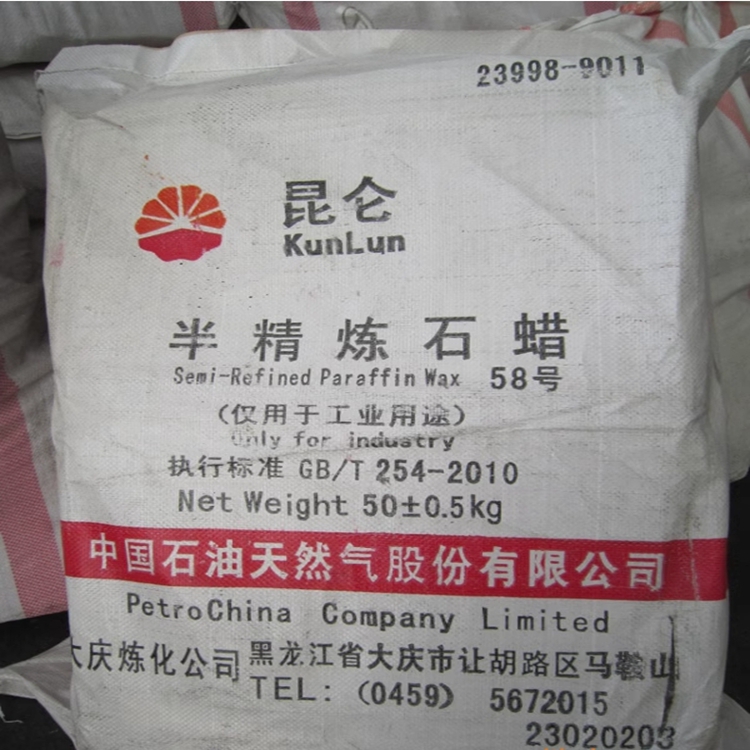 23998-9011
昆仑
KunLun
半精炼石蜡
Semi-Refined Paraffin Wax 58号
(仅用于工业用途)
Only for industry
执行标准 GB/T 254-2010
Net Weight 50±0.5kg
中国石油天然气股份有限公司
PetroChina Company Limited
大庆炼化公司 黑龙江省大庆市让胡路区马鞍山
TEL: (0459) 5672015
23020203